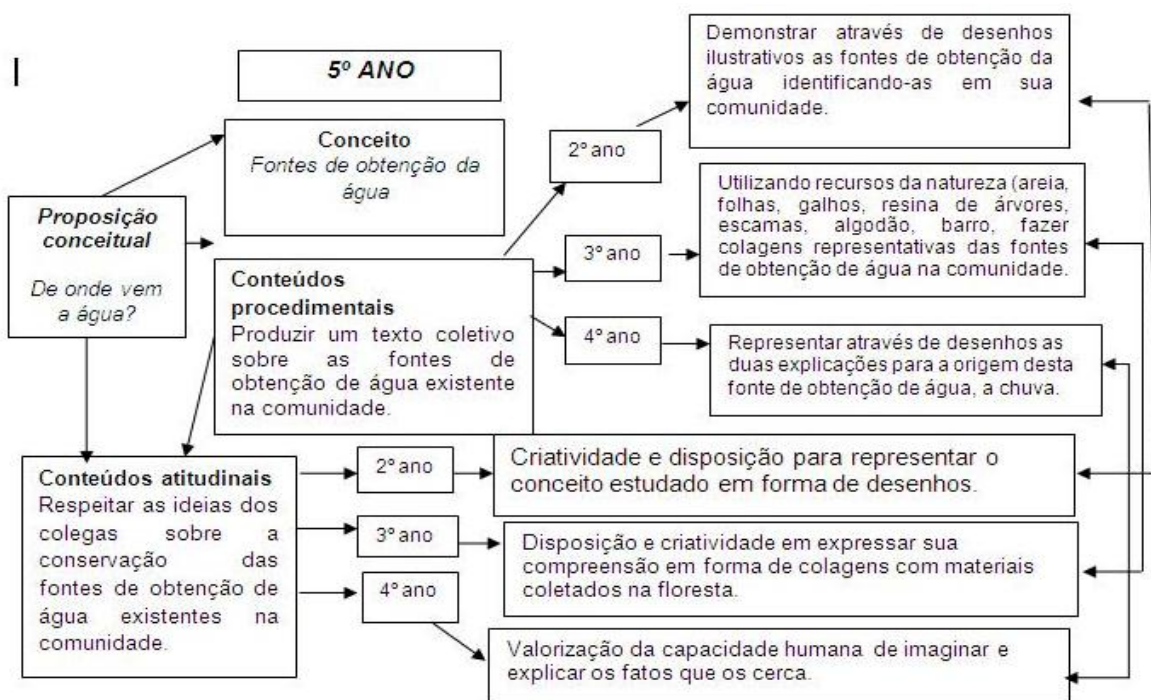 I
5º ANO
Conceito
Fontes de obtenção da
água
Proposição
conceitual
De onde vem
a água?
Conteúdos
procedimentais
Produzir um texto coletivo
sobre as fontes de
obtenção de água existente
na comunidade.
2º ano
Demonstrar através de desenhos
ilustrativos as fontes de obtenção da
água identificando-as em sua
comunidade.
3º ano
Utilizando recursos da natureza (areia,
folhas, galhos, resina de árvores,
escamas, algodão, barro, fazer
colagens representativas das fontes
de obtenção de água na comunidade.
4º ano
Representar através de desenhos as
duas explicações para a origem desta
fonte de obtenção de água, a chuva.
Conteúdos atitudinais
Respeitar as ideias dos
colegas sobre a
conservação das
fontes de obtenção de
água existentes na
comunidade.
2º ano
Criatividade e disposição para representar o
conceito estudado em forma de desenhos.
3º ano
Disposição e criatividade em expressar sua
compreensão em forma de colagens com materiais
coletados na floresta.
4º ano
Valorização da capacidade humana de imaginar e
explicar os fatos que os cerca.